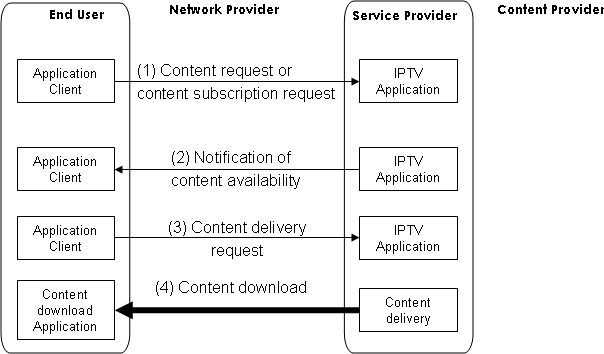 End User
Network Provider
Service Provider
Content Provider
Application
Client
(1) Content request or
content subscription request
IPTV
Application
Application
Client
(2) Notification of
content availability
IPTV
Application
Application
Client
(3) Content delivery
request
IPTV
Application
Content
download
Application
(4) Content download
Content
delivery